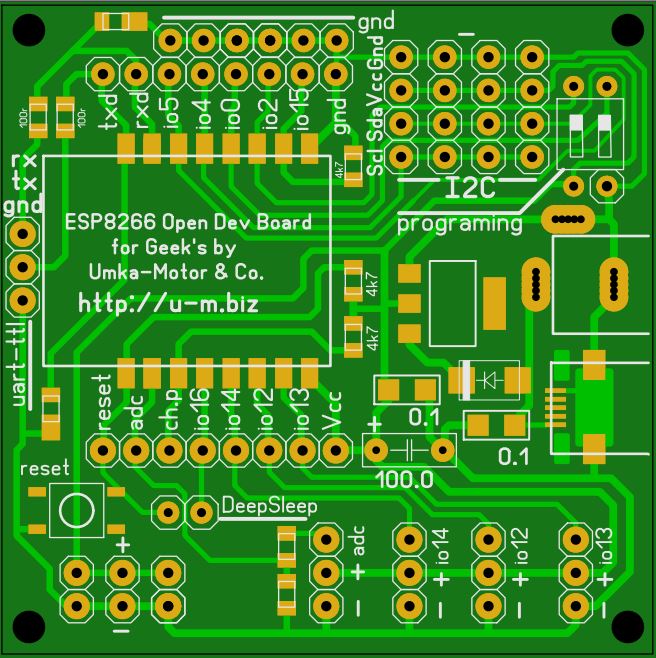 gnd
txd
rxd
io5
io4
io0
io2
io15
gnd
Gnd
Vcc
Sda
Scl
−
100r
100r
4k7
I2C
programing
rx
tx
gnd
uart-ttl
ESP8266 Open Dev Board
for Geek's by
Umka-Motor & Co.
http://u-m.biz
4k7
4k7
reset
adc
ch.p
io16
io14
io12
io13
Vcc
0.1
0.1
+
100.0
reset
DeepSleep
+
−
adc
+
−
io14
+
−
io12
+
−
io13
+
−